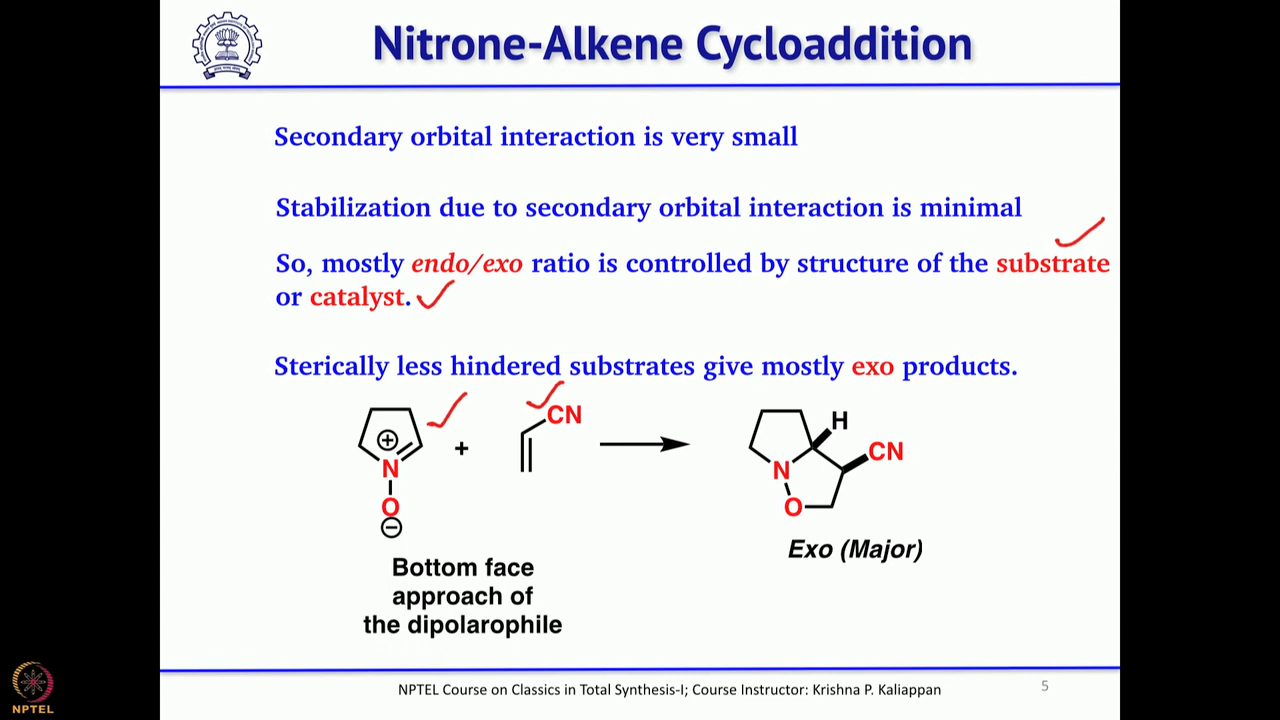 Nitrone-Alkene Cycloaddition
Secondary orbital interaction is very small
Stabilization due to secondary orbital interaction is minimal
So, mostly endo/exo ratio is controlled by structure of the substrate
or catalyst.
Sterically less hindered substrates give mostly exo products.
⊕
N
O
⊖
+
CN
H
CN
N
O
Exo (Major)
Bottom face
approach of
the dipolarophile
NPTEL Course on Classics in Total Synthesis-I; Course Instructor: Krishna P. Kaliappan
5
NPTEL